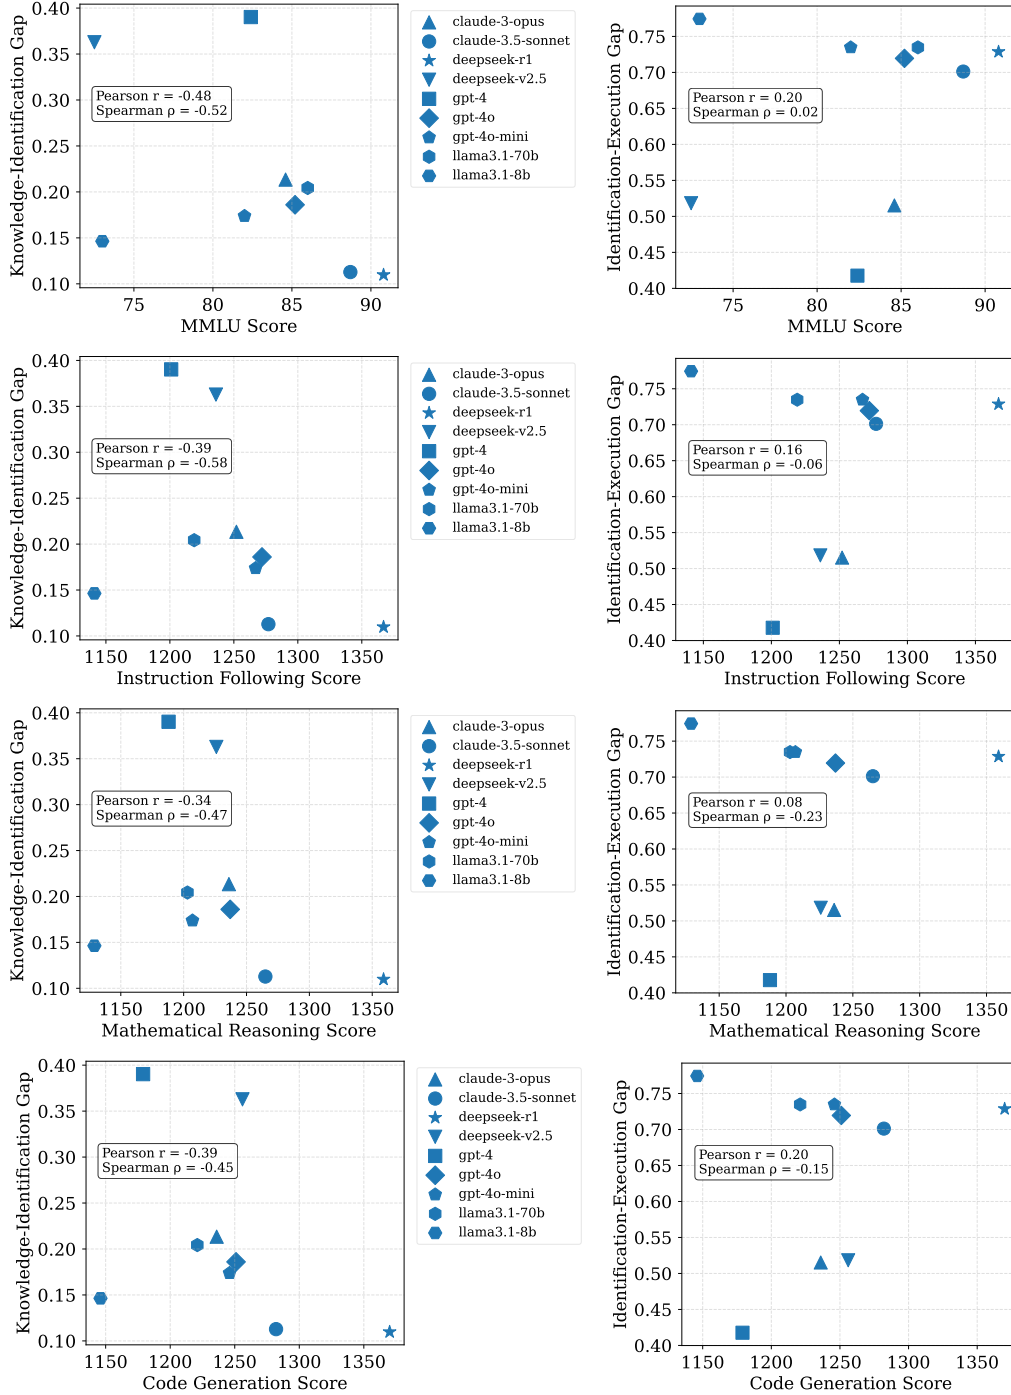 Knowledge-Identification Gap
0.40
0.35
0.30
0.25
0.20
0.15
0.10
Pearson r = -0.48
Spearman ρ = -0.52
75
80
85
90
MMLU Score
claude-3-opus
claude-3.5-sonnet
deepseek-r1
deepseek-v2.5
gpt-4
gpt-4o
gpt-4o-mini
llama3.1-70b
llama3.1-8b
Identification-Execution Gap
0.75
0.70
0.65
0.60
0.55
0.50
0.45
0.40
Pearson r = 0.20
Spearman ρ = 0.02
75
80
85
90
MMLU Score
Knowledge-Identification Gap
0.40
0.35
0.30
0.25
0.20
0.15
0.10
Pearson r = -0.39
Spearman ρ = -0.58
1150
1200
1250
1300
1350
Instruction Following Score
claude-3-opus
claude-3.5-sonnet
deepseek-r1
deepseek-v2.5
gpt-4
gpt-4o
gpt-4o-mini
llama3.1-70b
llama3.1-8b
Identification-Execution Gap
0.75
0.70
0.65
0.60
0.55
0.50
0.45
0.40
Pearson r = 0.16
Spearman ρ = -0.06
1150
1200
1250
1300
1350
Instruction Following Score
Knowledge-Identification Gap
0.40
0.35
0.30
0.25
0.20
0.15
0.10
Pearson r = -0.34
Spearman ρ = -0.47
1150
1200
1250
1300
1350
Mathematical Reasoning Score
claude-3-opus
claude-3.5-sonnet
deepseek-r1
deepseek-v2.5
gpt-4
gpt-4o
gpt-4o-mini
llama3.1-70b
llama3.1-8b
Identification-Execution Gap
0.75
0.70
0.65
0.60
0.55
0.50
0.45
0.40
Pearson r = 0.08
Spearman ρ = -0.23
1150
1200
1250
1300
1350
Mathematical Reasoning Score
Knowledge-Identification Gap
0.40
0.35
0.30
0.25
0.20
0.15
0.10
Pearson r = -0.39
Spearman ρ = -0.45
1150
1200
1250
1300
1350
Code Generation Score
claude-3-opus
claude-3.5-sonnet
deepseek-r1
deepseek-v2.5
gpt-4
gpt-4o
gpt-4o-mini
llama3.1-70b
llama3.1-8b
Identification-Execution Gap
0.75
0.70
0.65
0.60
0.55
0.50
0.45
0.40
Pearson r = 0.20
Spearman ρ = -0.15
1150
1200
1250
1300
1350
Code Generation Score